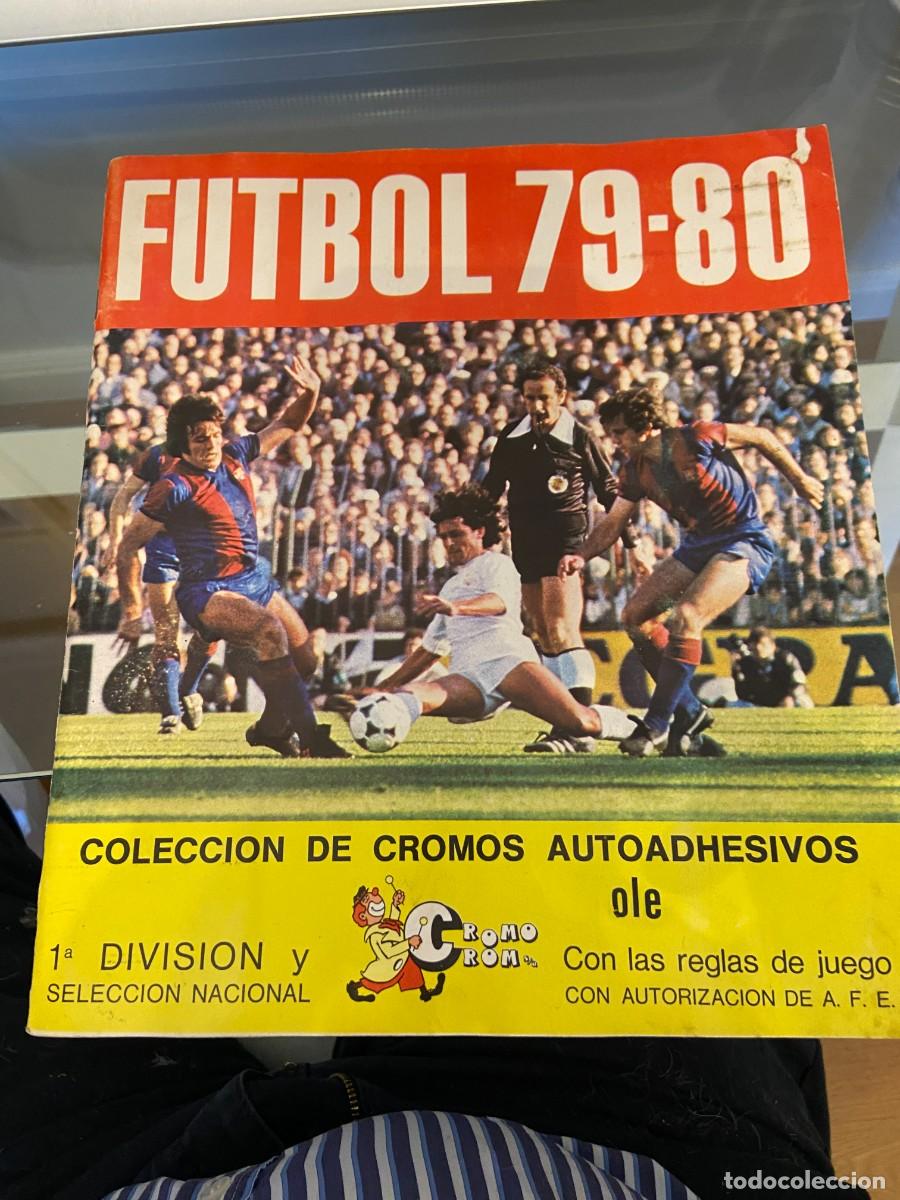 FUTBOL 79-80
COLECCION DE CROMOS AUTOADHESIVOS
ole
1ª DIVISION y
SELECCION NACIONAL
CROMO
CROM
Con las reglas de juego
CON AUTORIZACION DE A. F. E.
todocoleccion